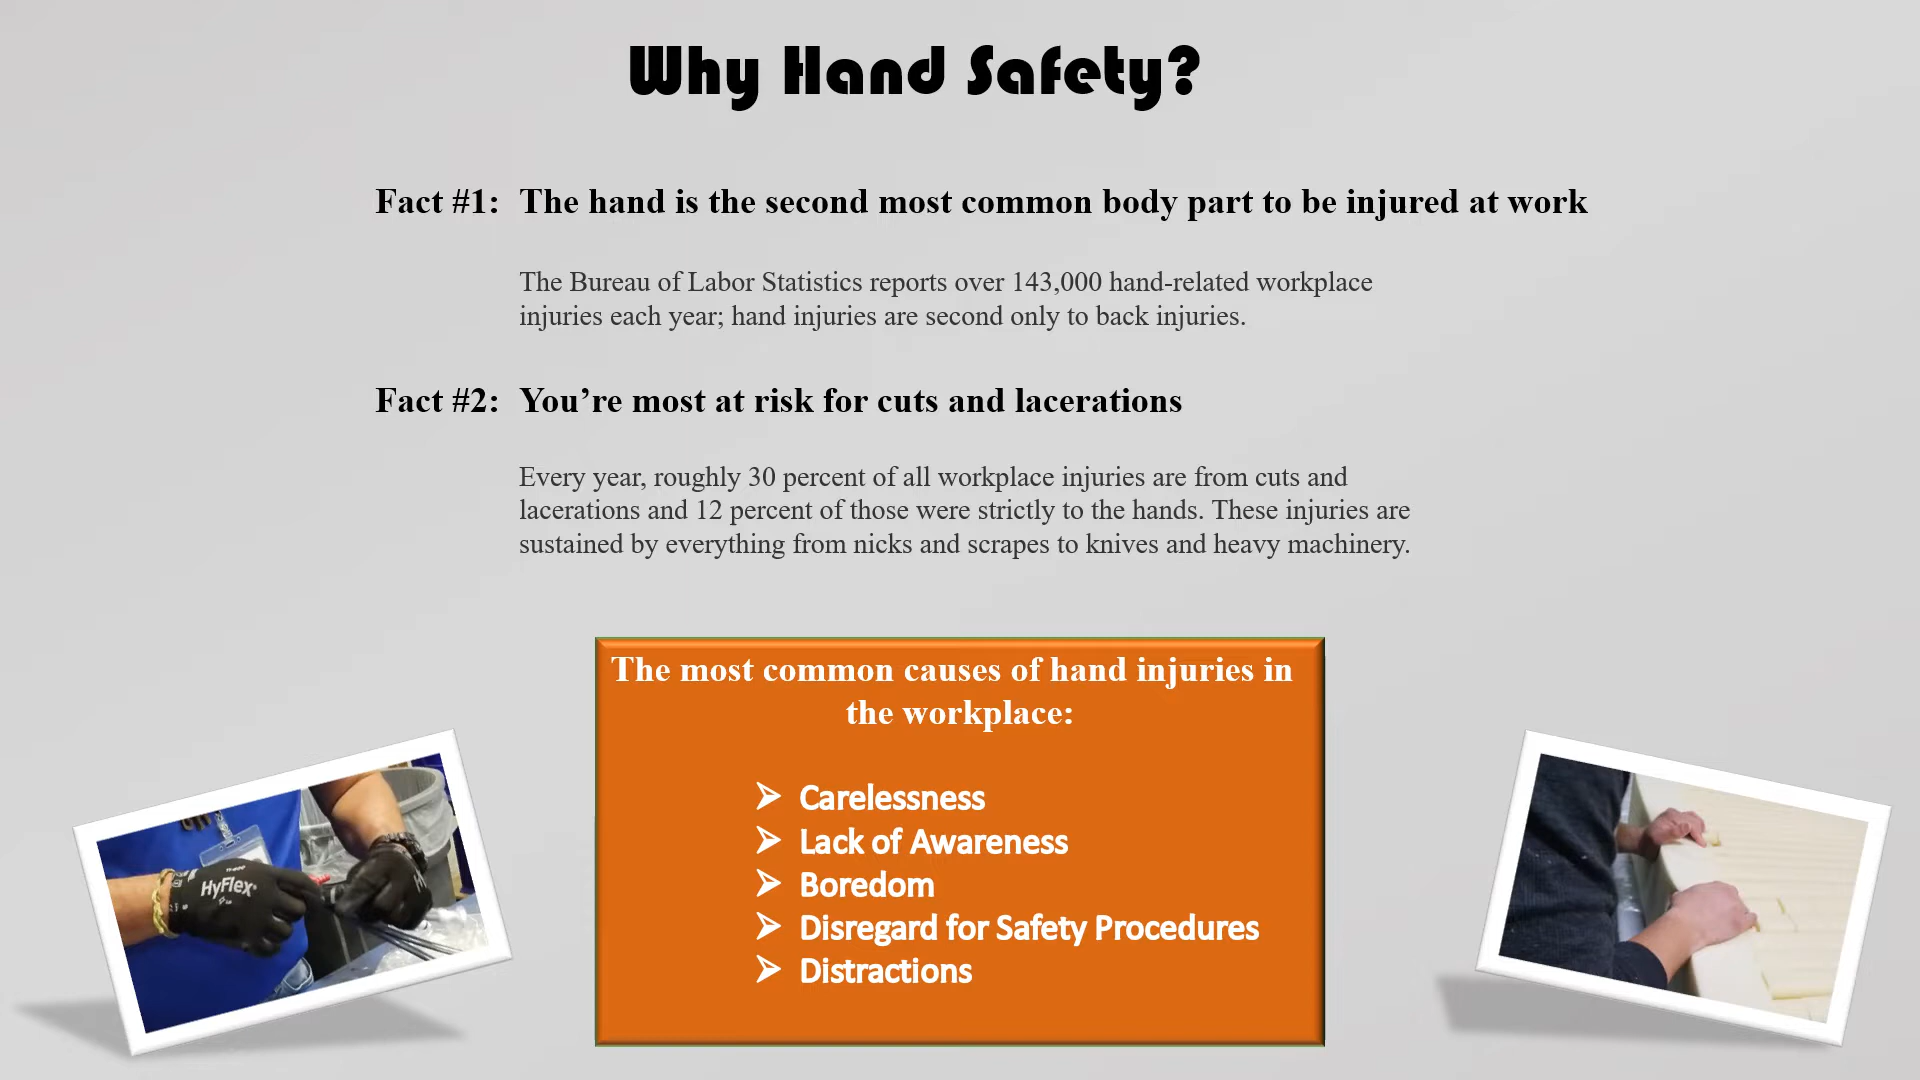 Why Hand Safety?
Fact #1: The hand is the second most common body part to be injured at work
The Bureau of Labor Statistics reports over 143,000 hand-related workplace
injuries each year; hand injuries are second only to back injuries.
Fact #2: You’re most at risk for cuts and lacerations
Every year, roughly 30 percent of all workplace injuries are from cuts and
lacerations and 12 percent of those were strictly to the hands. These injuries are
sustained by everything from nicks and scrapes to knives and heavy machinery.
The most common causes of hand injuries in
the workplace:
➢ Carelessness
➢ Lack of Awareness
➢ Boredom
➢ Disregard for Safety Procedures
➢ Distractions
HyFlex